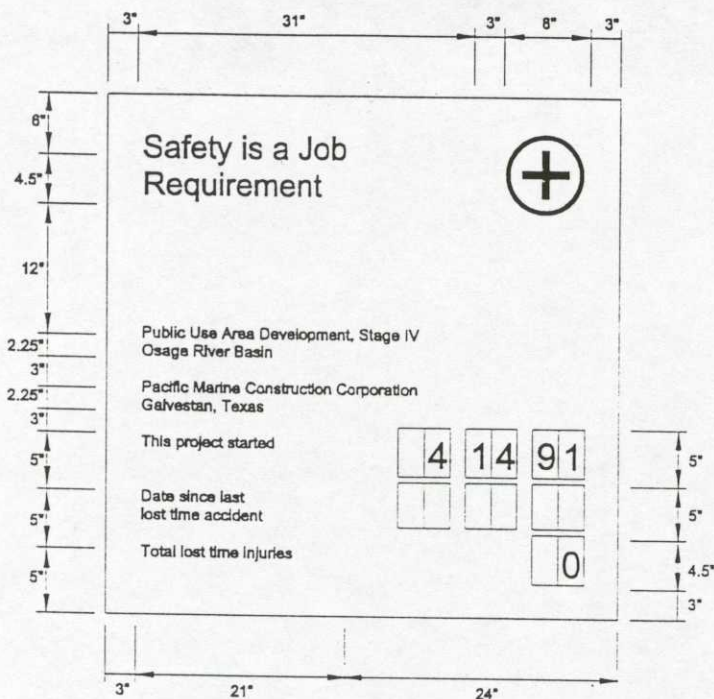 3" 31" 3" 8" 3"
6"
Safety is a Job
4.5"
Requirement
12"
Public Use Area Development, Stage IV
2.25"
Osage River Basin
3"
2.25"
Pacific Marine Construction Corporation
Galvestan, Texas
3"
This project started 4 14 91
5" 5"
Date since last
lost time accident
5" 5"
Total lost time injuries 0
5" 4.5"
3"
3" 21" 24"